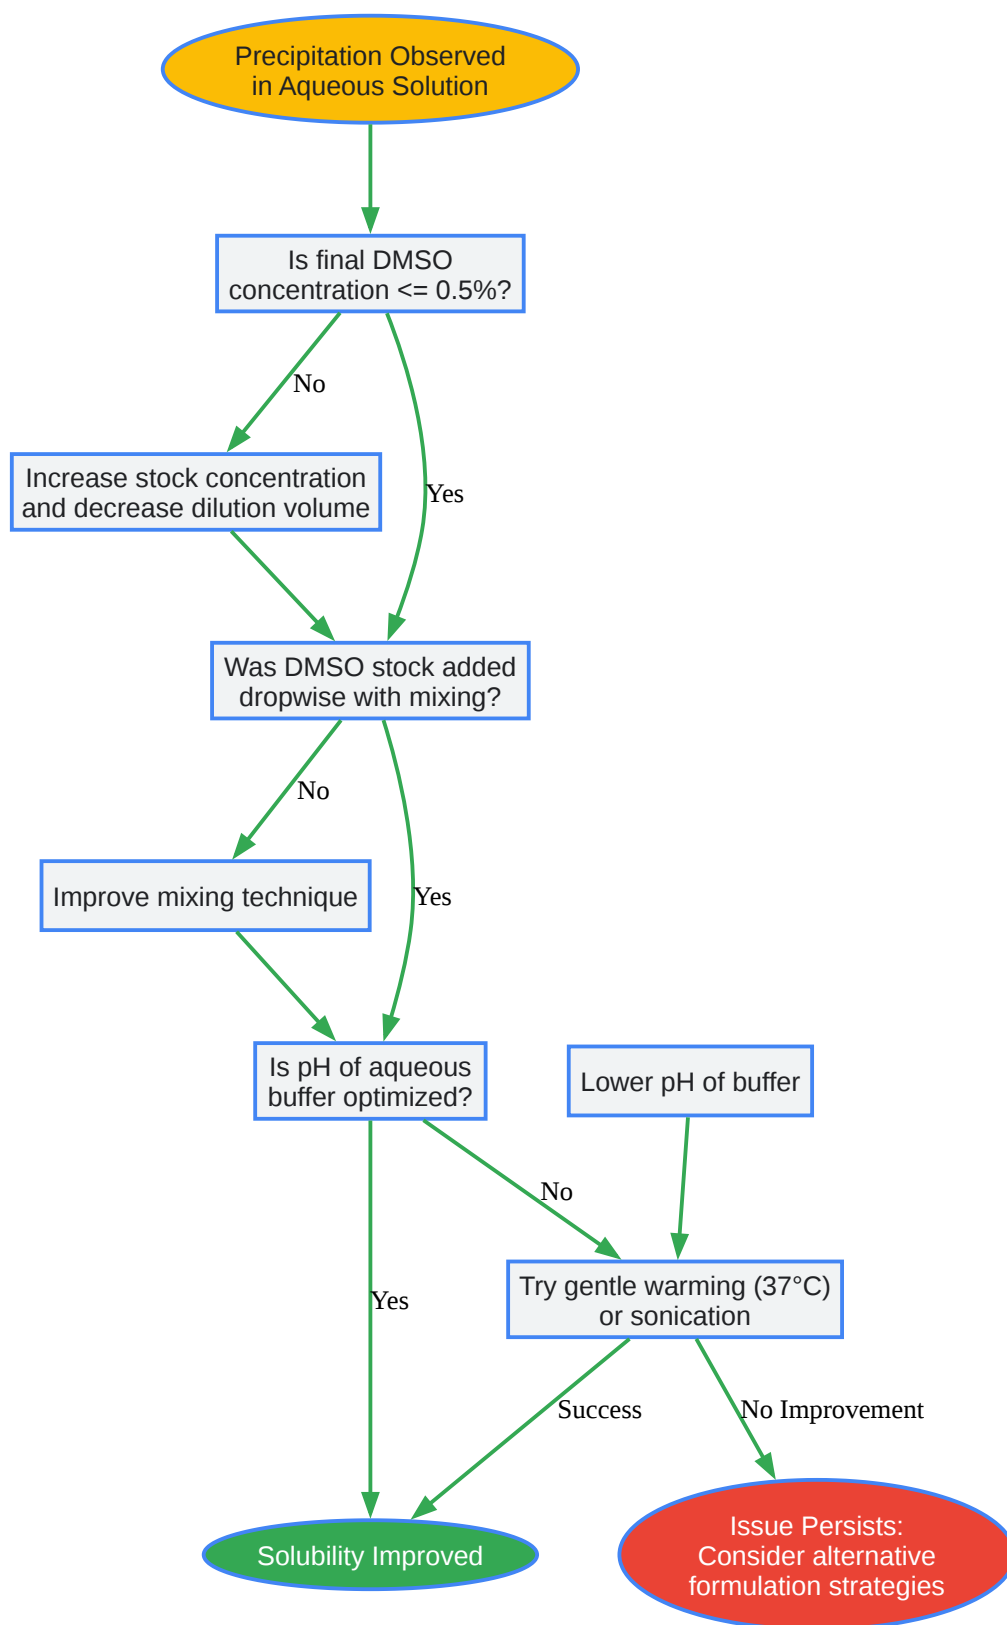 Precipitation Observed
in Aqueous Solution
Is final DMSO
concentration <= 0.5%?
No
Increase stock concentration
and decrease dilution volume
Yes
Was DMSO stock added
dropwise with mixing?
No
Improve mixing technique
Yes
Is pH of aqueous
buffer optimized?
Lower pH of buffer
No
Try gentle warming (37°C)
or sonication
Yes
Success
No Improvement
Solubility Improved
Issue Persists:
Consider alternative
formulation strategies